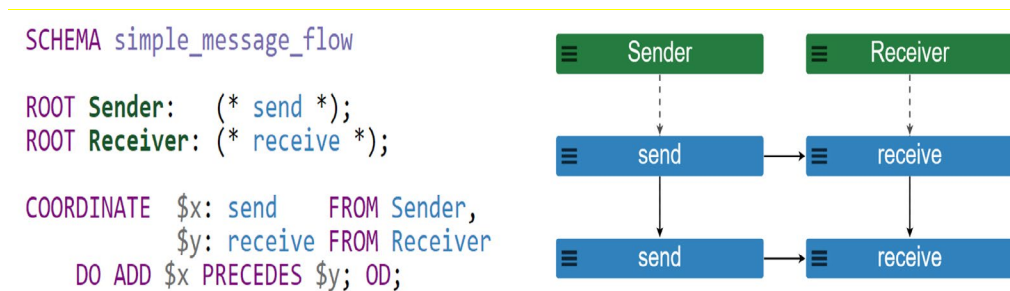 SCHEMA simple_message_flow
ROOT Sender: (* send *);
ROOT Receiver: (* receive *);
COORDINATE $x: send FROM Sender,
$y: receive FROM Receiver
DO ADD $x PRECEDES $y; OD;
Sender
Receiver
send
receive
send
receive